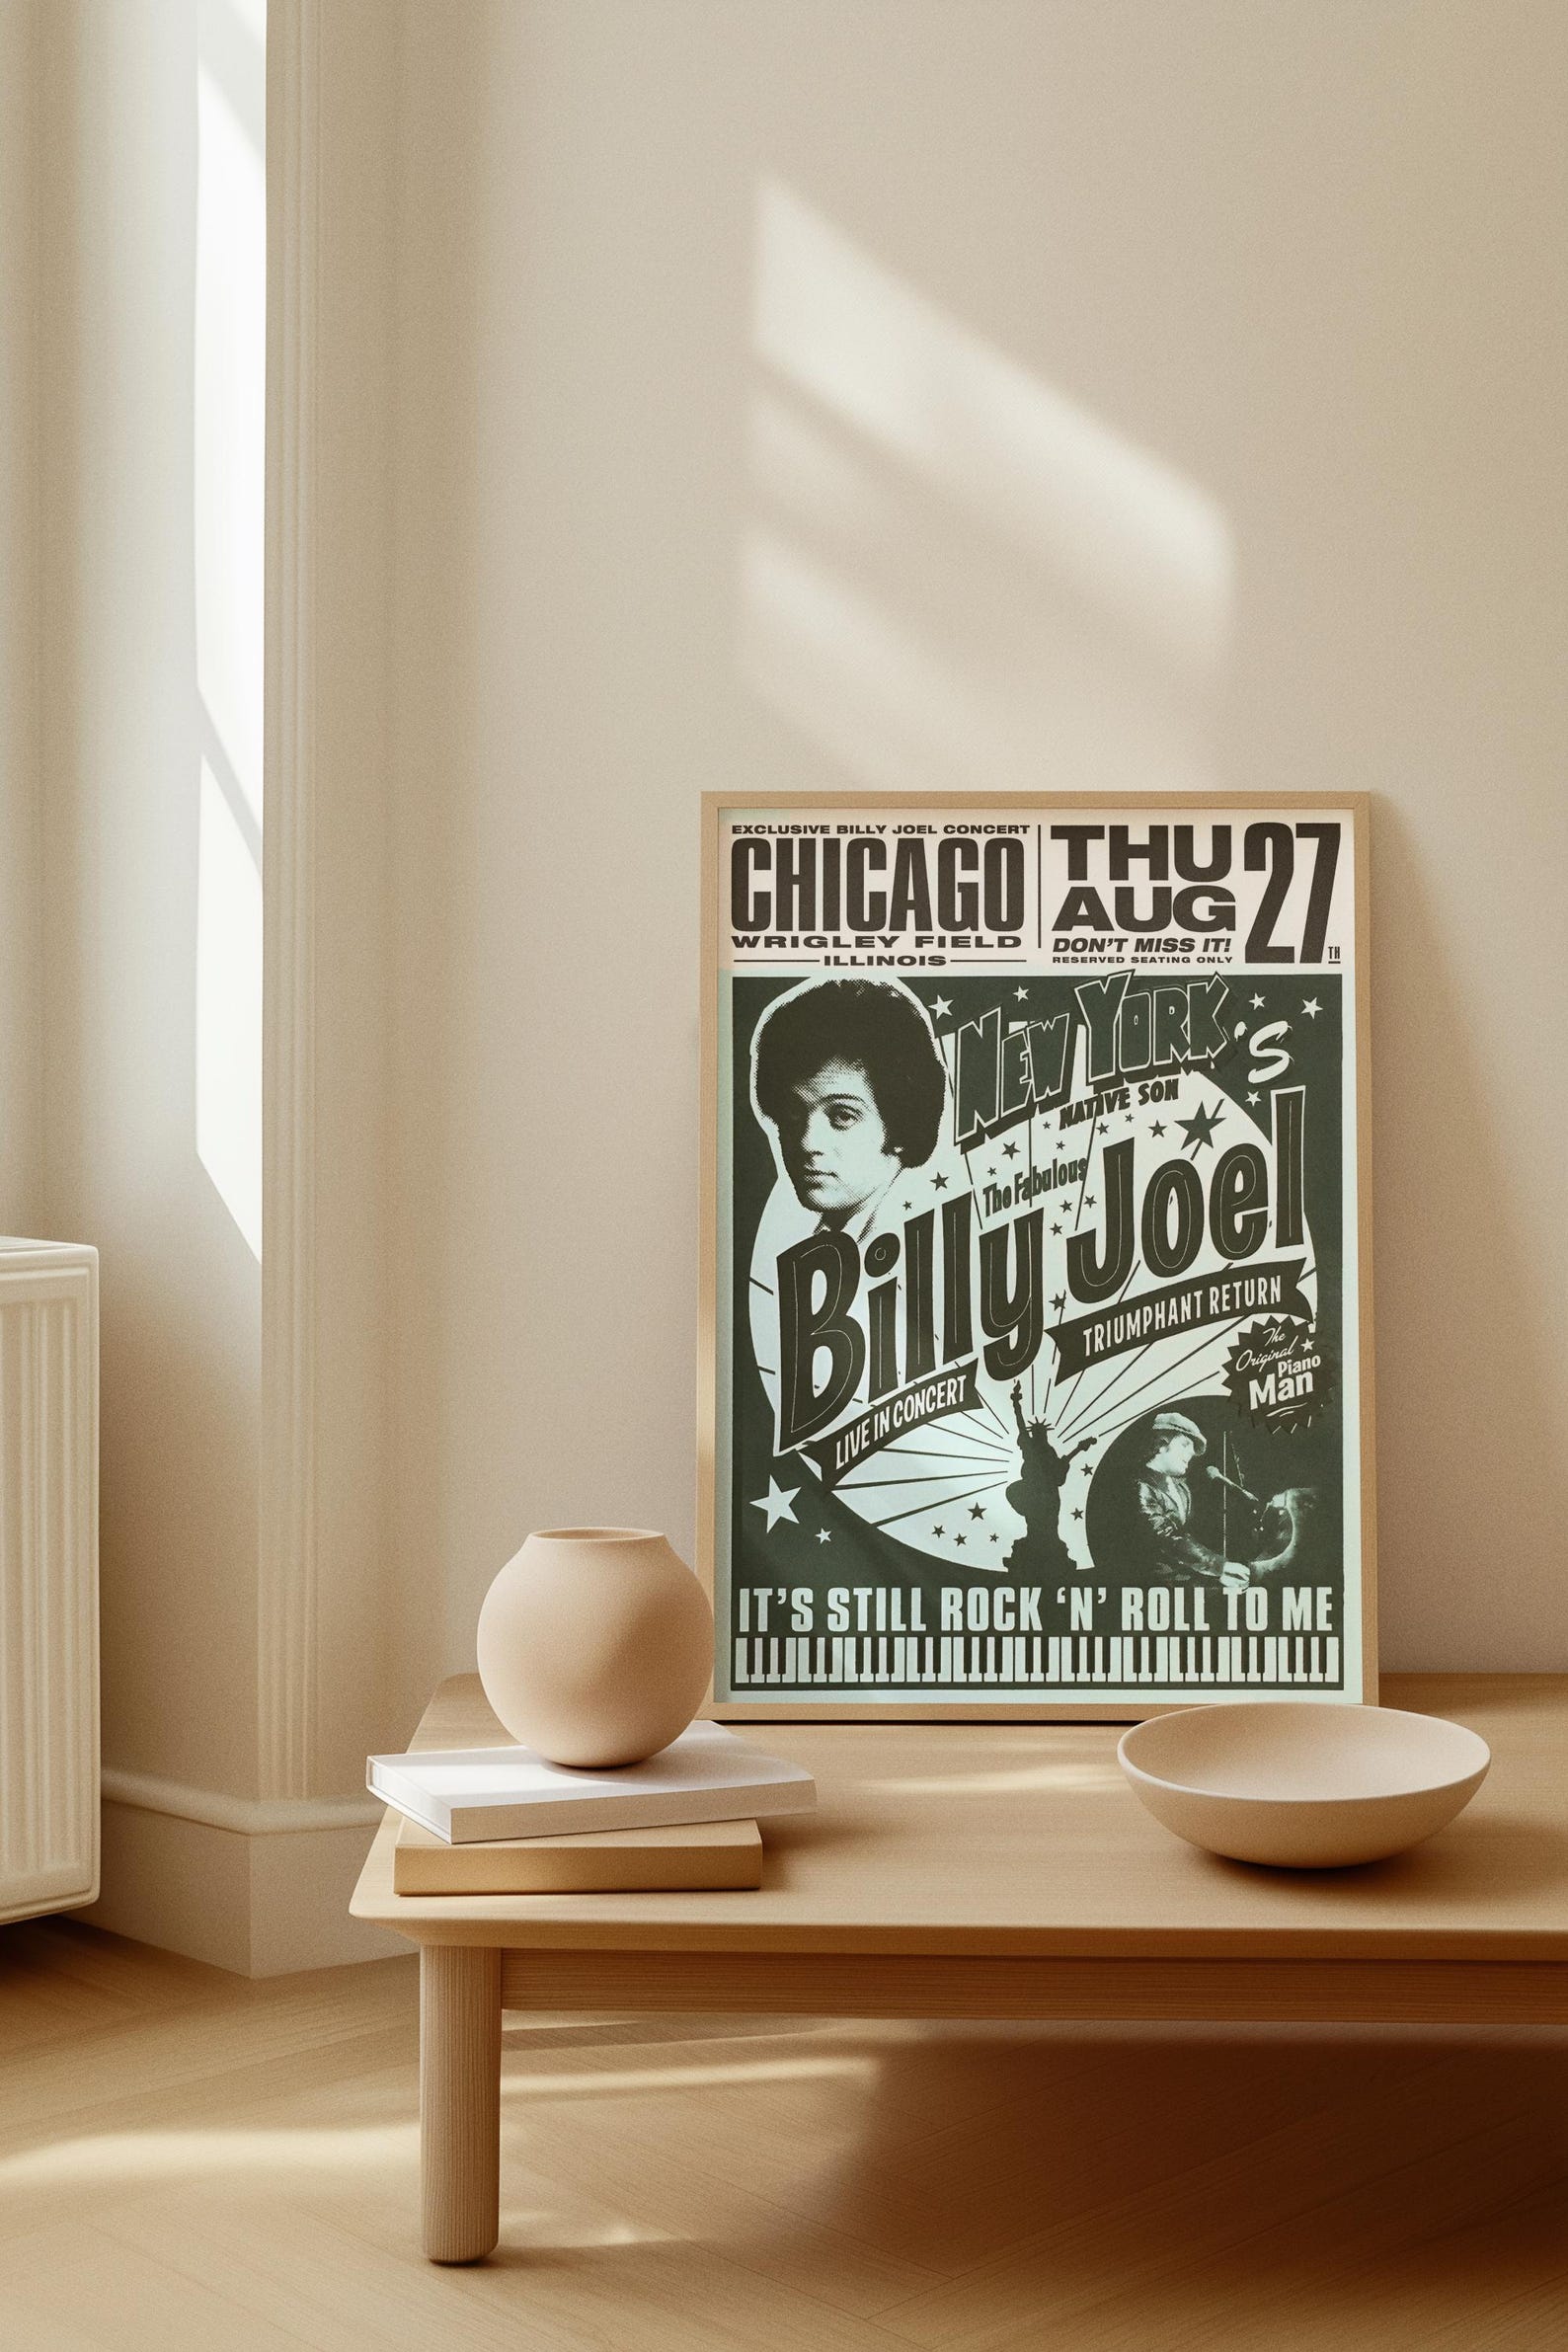 EXCLUSIVE BILLY JOEL CONCERT
CHICAGO
WRIGLEY FIELD
ILLINOIS
THU
AUG
27TH
DON'T MISS IT!
RESERVED SEATING ONLY
NEW YORK'S
NATIVE SON
The Fabulous
Billy Joel
TRIUMPHANT RETURN
LIVE IN CONCERT
The
Original
Piano
Man
IT'S STILL ROCK 'N' ROLL TO ME